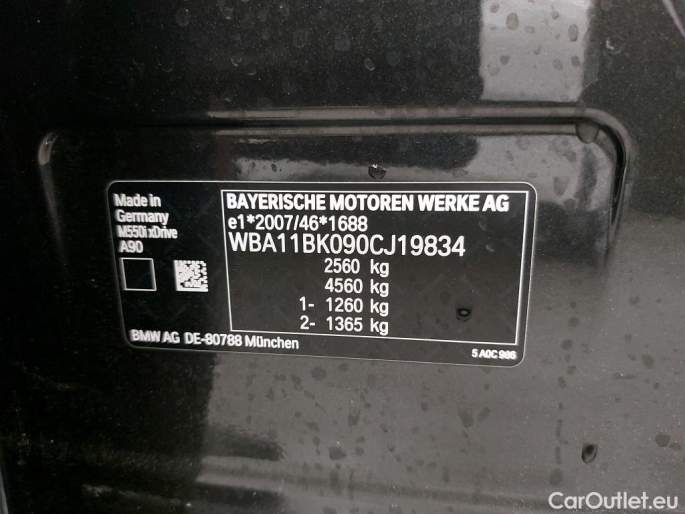 Made in
Germany
M550i xDrive
A90
BAYERISCHE MOTOREN WERKE AG
e1*2007/46*1688
WBA11BK090CJ19834
2560 kg
4560 kg
1- 1260 kg
2- 1365 kg
BMW AG DE-80788 München
5 A0C 986
CarOutlet.eu